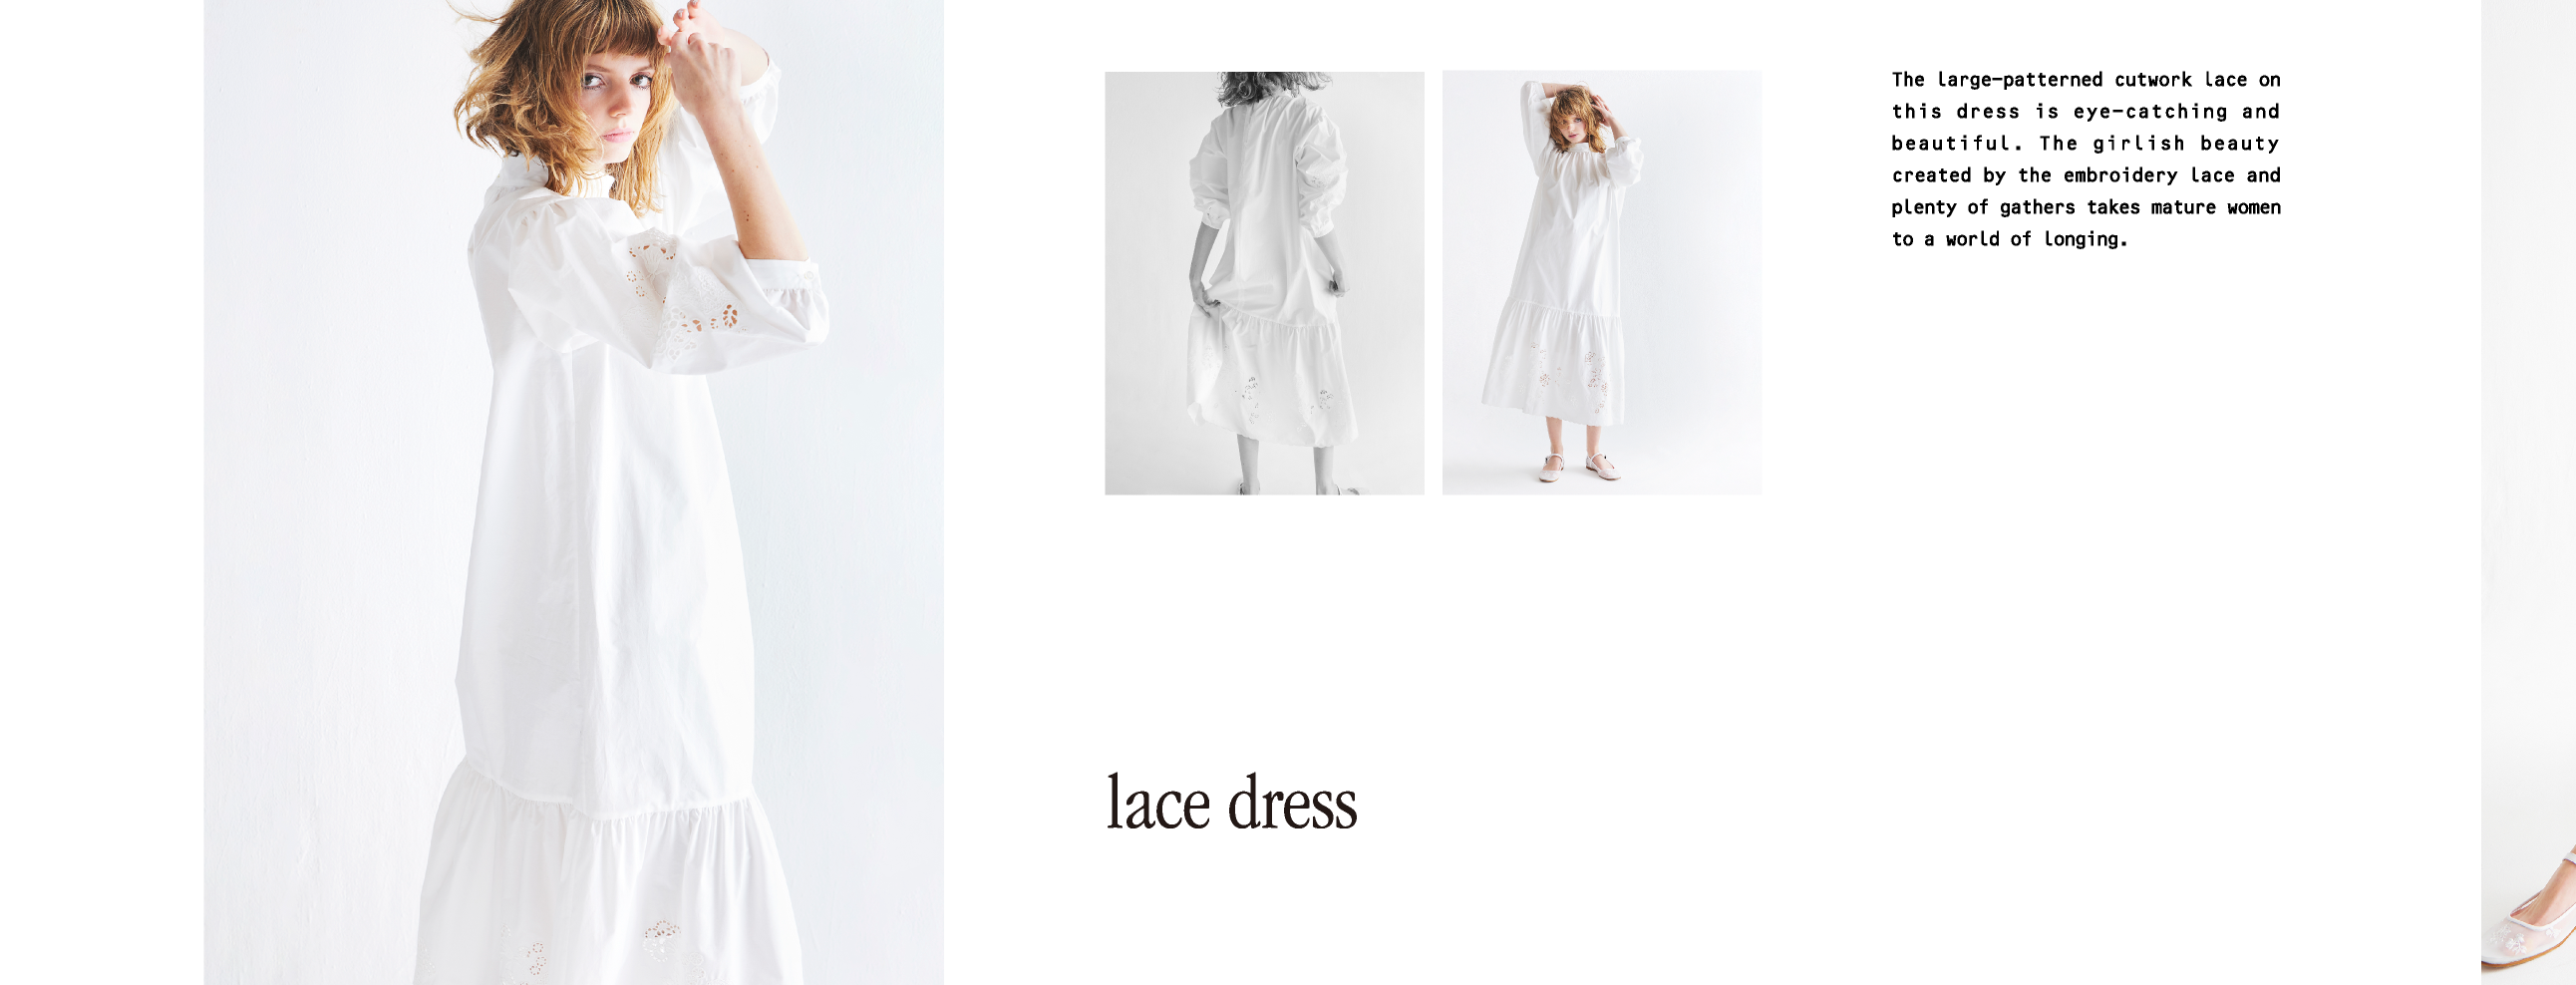 The large-patterned cutwork lace on
this dress is eye-catching and
beautiful. The girlish beauty
created by the embroidery lace and
plenty of gathers takes mature women
to a world of longing.
lace dress